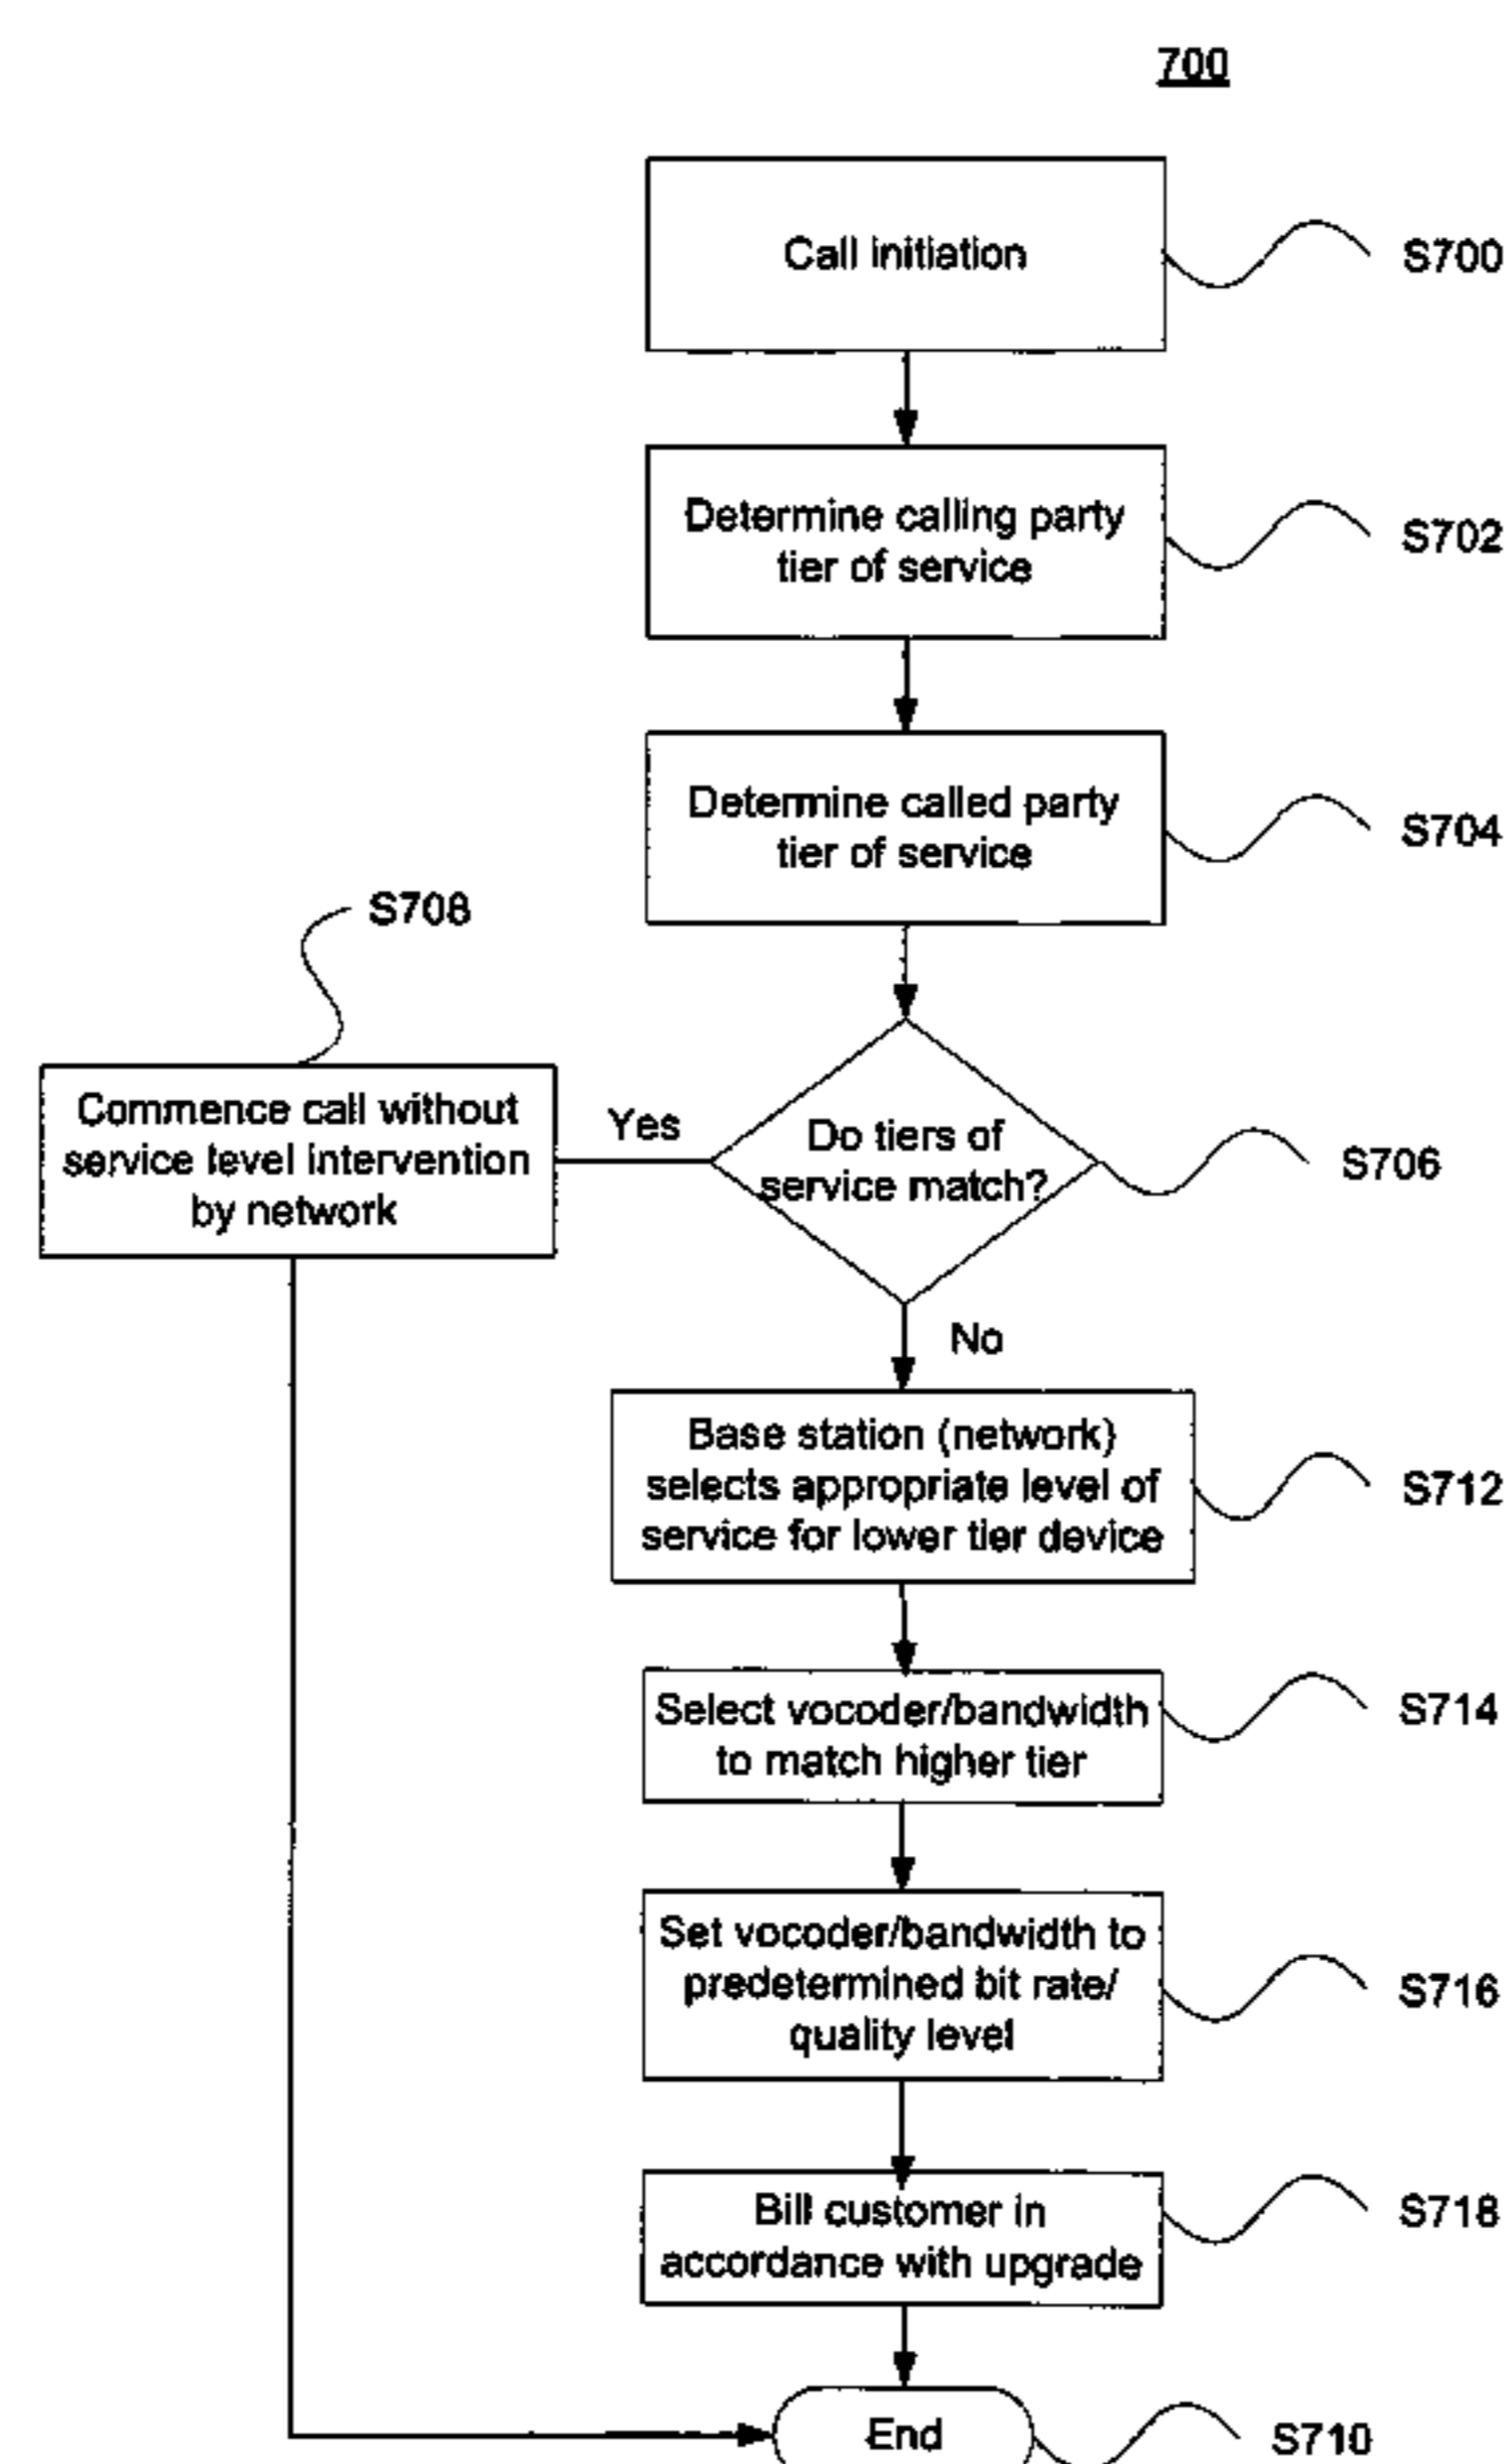 700
Call initiation
S700
Determine calling party
tier of service
S702
Determine called party
tier of service
S704
S708
Commence call without
service level intervention
by network
Yes
Do tiers of
service match?
S706
No
Base station (network)
selects appropriate level of
service for lower tier device
S712
Select vocoder/bandwidth
to match higher tier
S714
Set vocoder/bandwidth to
predetermined bit rate/
quality level
S716
Bill customer in
accordance with upgrade
S718
End
S710